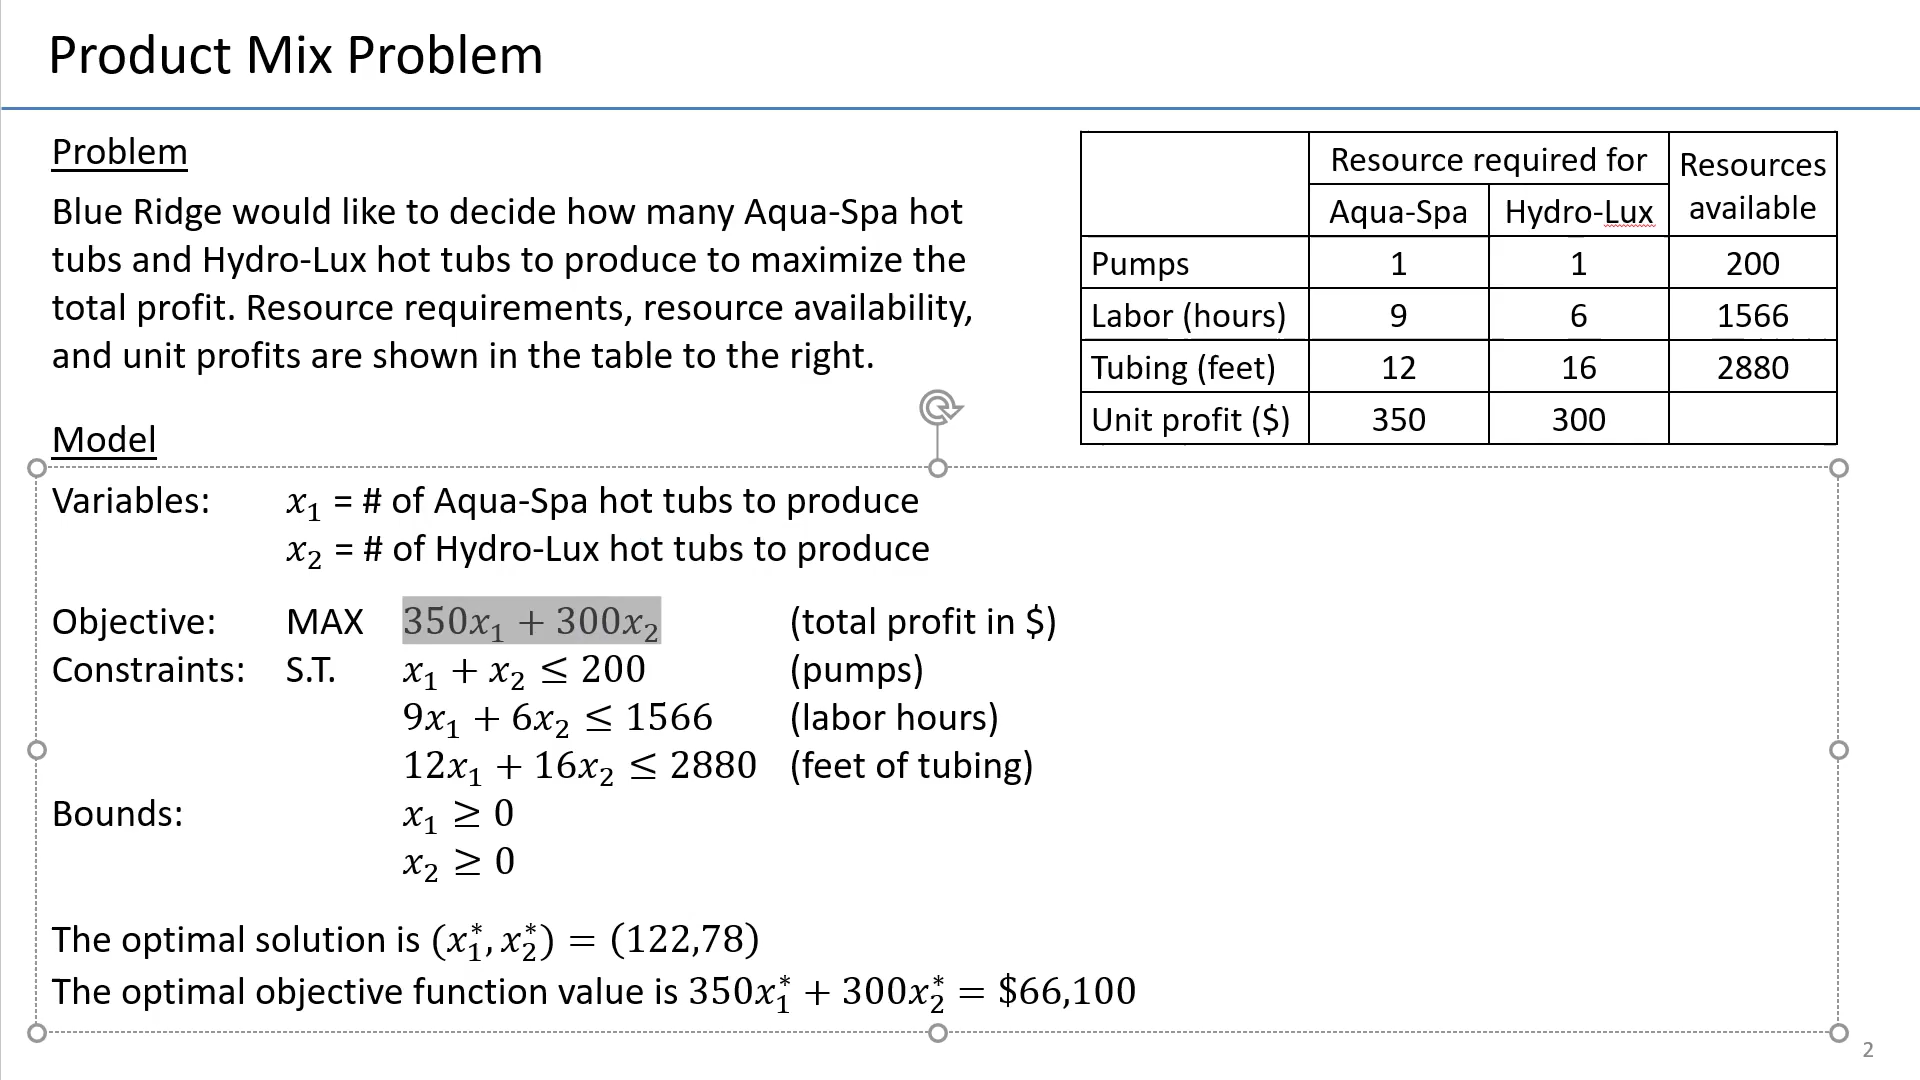 Product Mix Problem
Problem
Blue Ridge would like to decide how many Aqua-Spa hot
tubs and Hydro-Lux hot tubs to produce to maximize the
total profit. Resource requirements, resource availability,
and unit profits are shown in the table to the right.
Resource required for Resources available
Aqua-Spa Hydro-Lux
Pumps 1 1 200
Labor (hours) 9 6 1566
Tubing (feet) 12 16 2880
Unit profit ($) 350 300
Model
Variables: x₁ = # of Aqua-Spa hot tubs to produce
x₂ = # of Hydro-Lux hot tubs to produce
Objective: MAX 350x₁ + 300x₂ (total profit in $)
Constraints: S.T. x₁ + x₂ ≤ 200 (pumps)
9x₁ + 6x₂ ≤ 1566 (labor hours)
12x₁ + 16x₂ ≤ 2880 (feet of tubing)
Bounds: x₁ ≥ 0
x₂ ≥ 0
The optimal solution is (x₁*, x₂*) = (122,78)
The optimal objective function value is 350x₁* + 300x₂* = $66,100
2